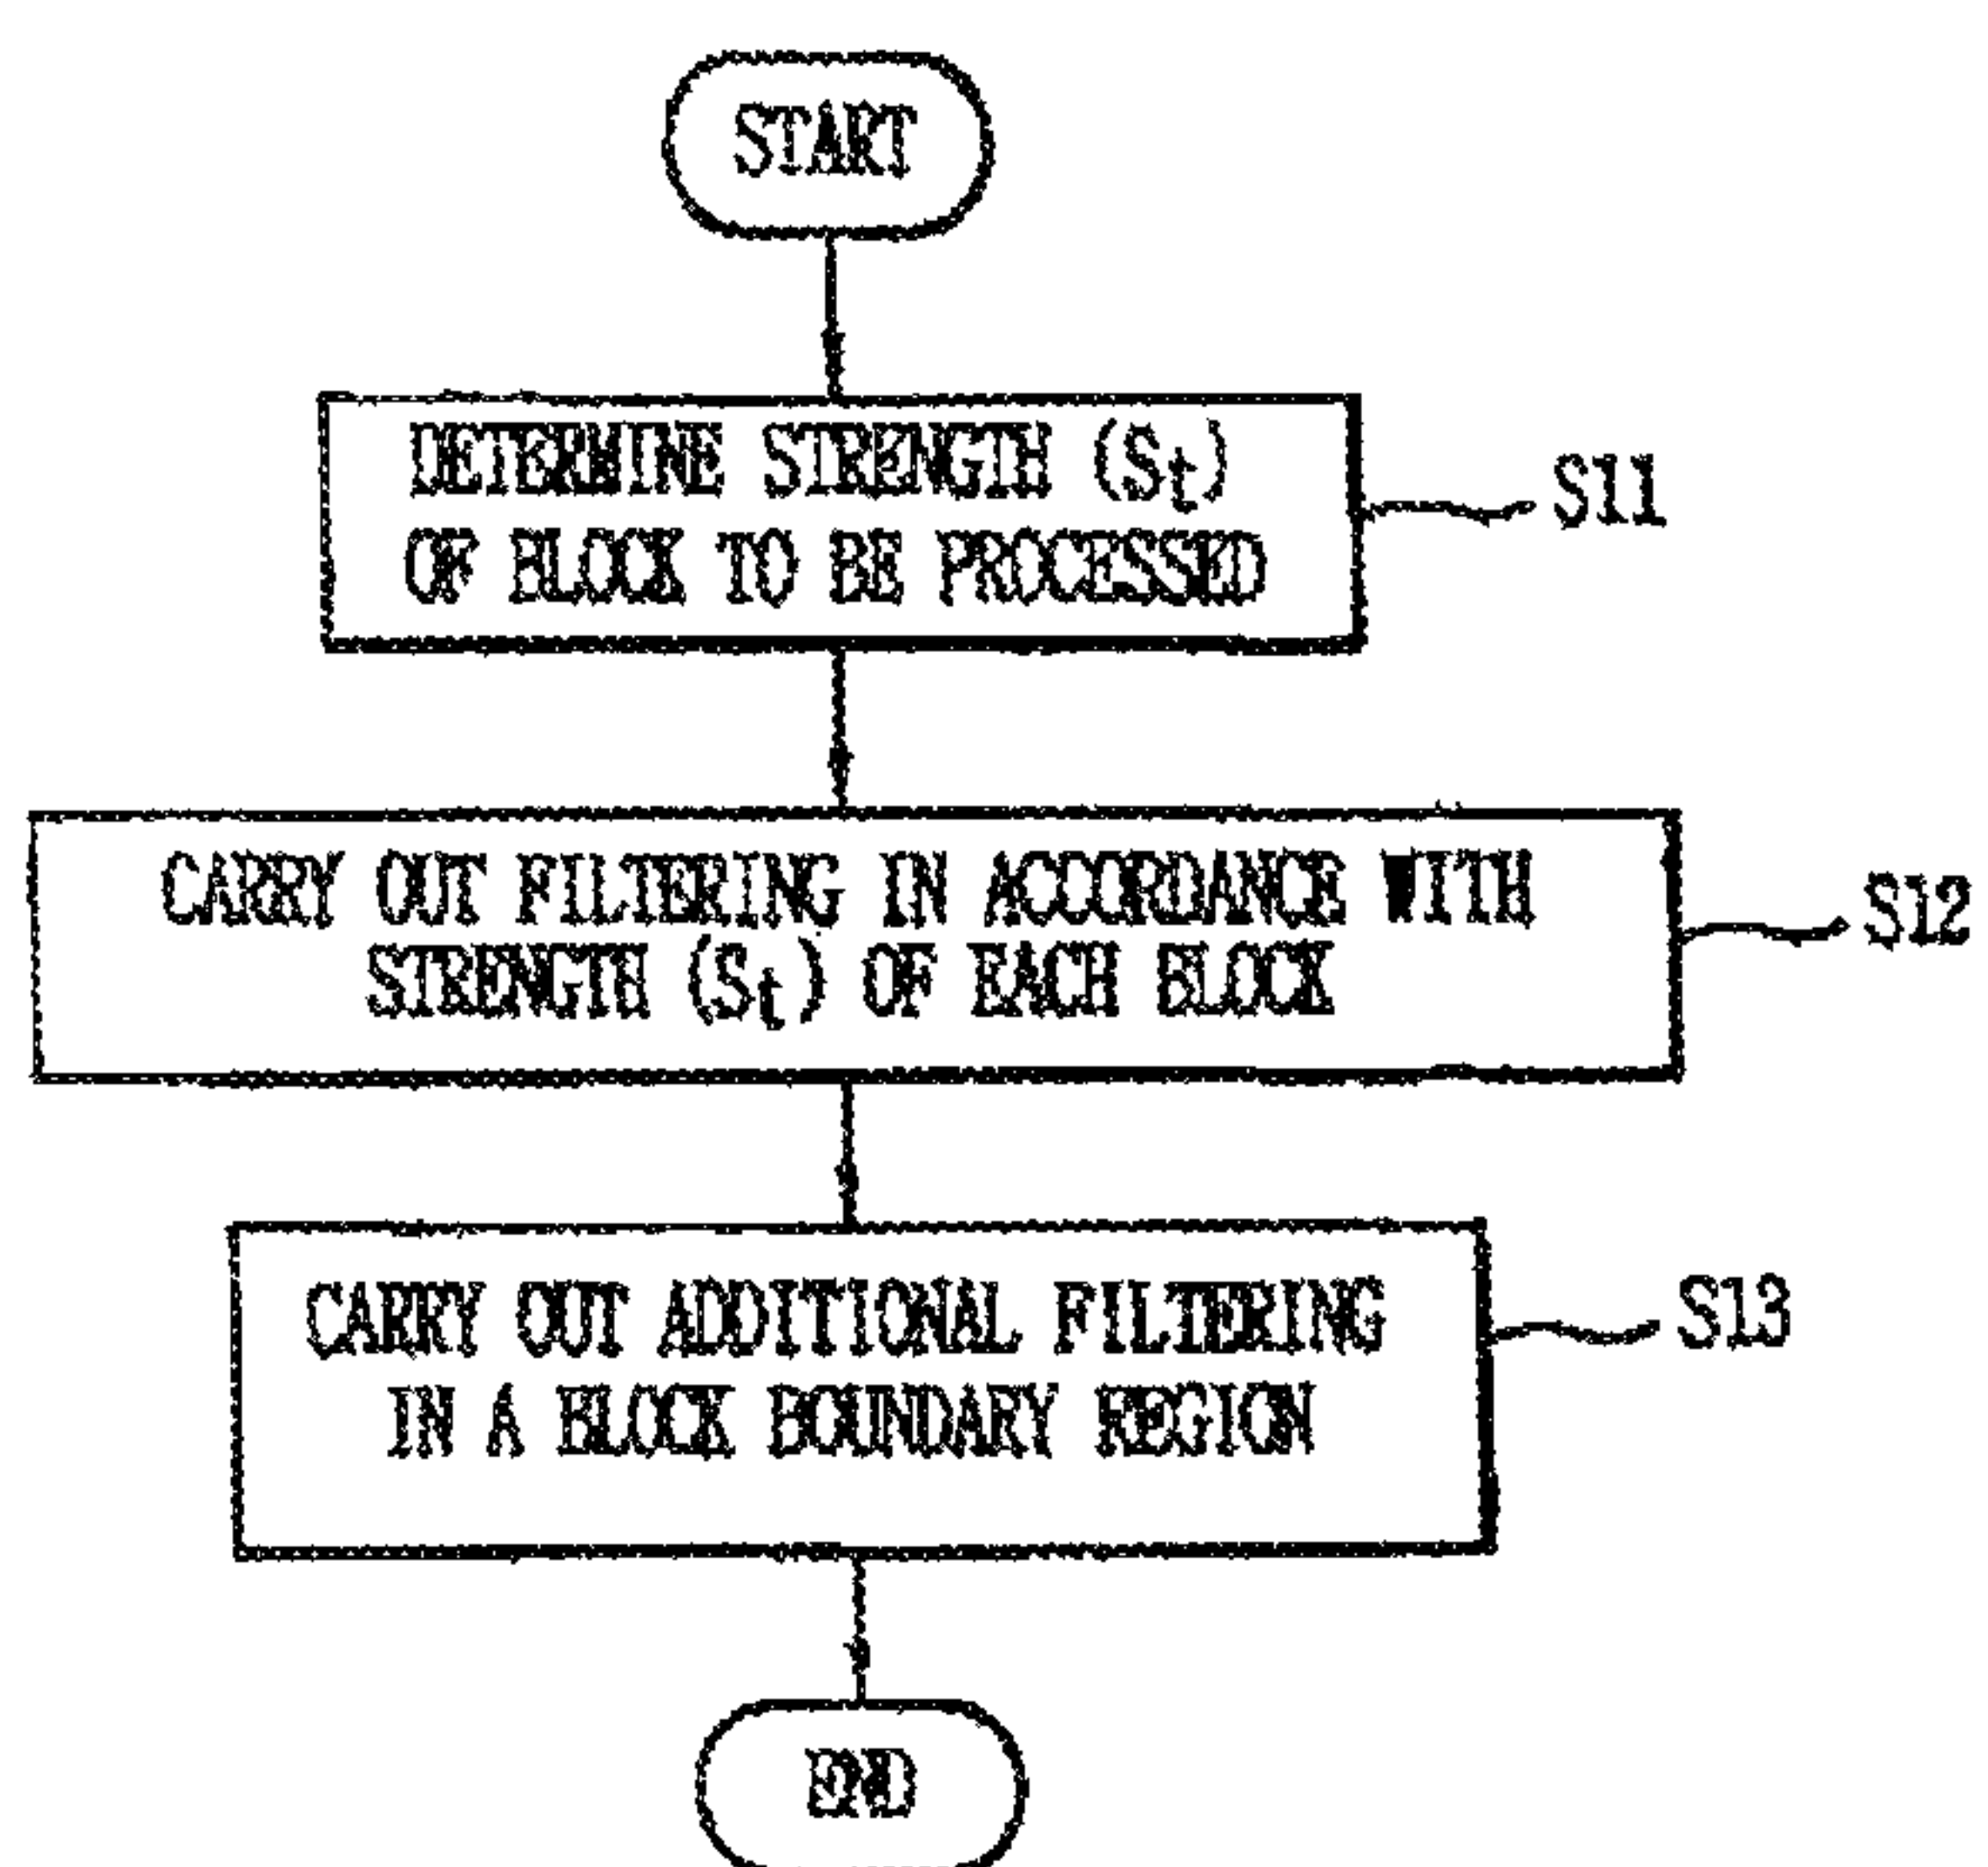 START
DETERMINE STRENGTH (St)
OF BLOCK TO BE PROCESSED
S11
CARRY OUT FILTERING IN ACCORDANCE WITH
STRENGTH (St) OF EACH BLOCK
S12
CARRY OUT ADDITIONAL FILTERING
IN A BLOCK BOUNDARY REGION
S13
END